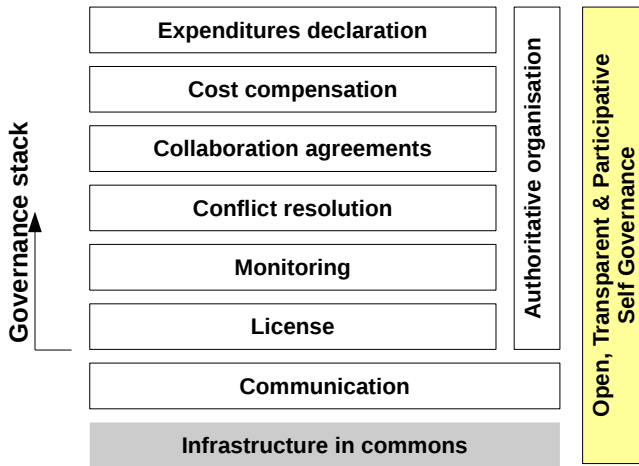 Expenditures declaration
Cost compensation
Collaboration agreements
Conflict resolution
Monitoring
License
Communication
Infrastructure in commons
Governance stack
Authoritative organisation
Open, Transparent & Participative
Self Governance